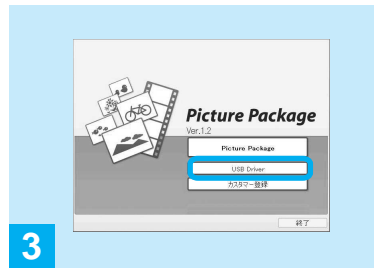 Picture Package
Ver.1.2
Picture Package
USB Driver
カスタマー登録
終了
3